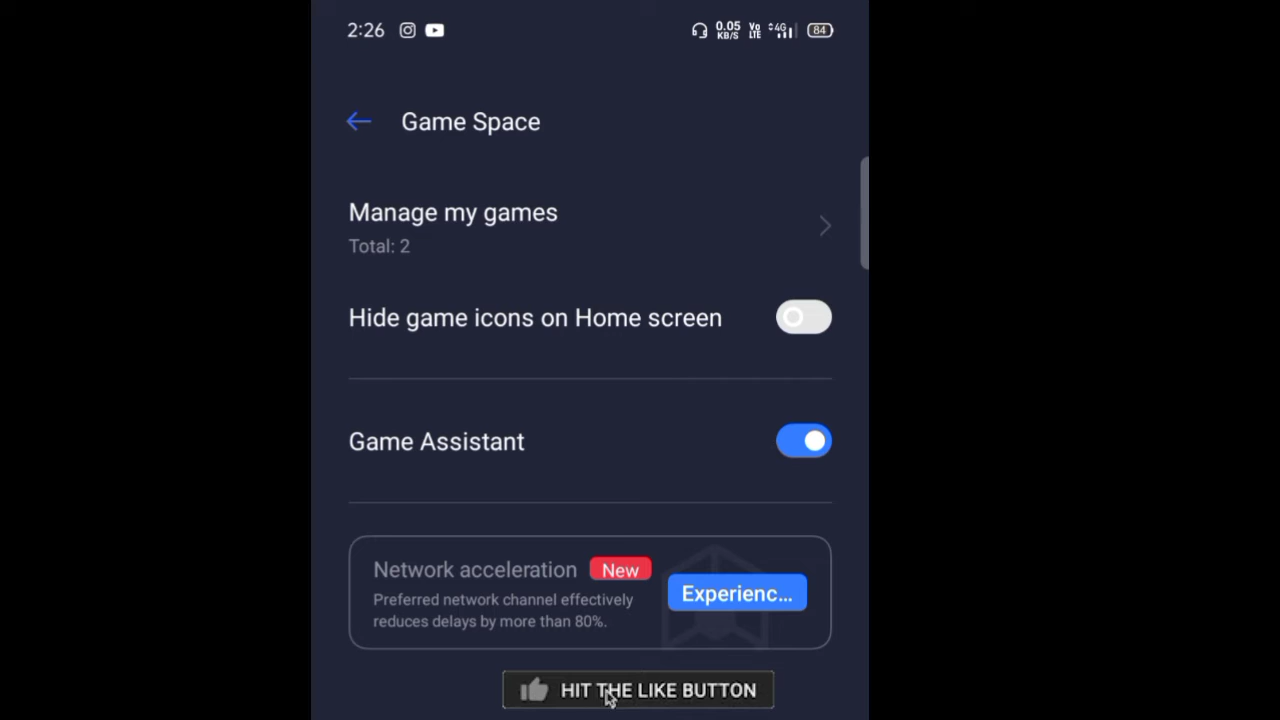 2:26 0.05 KB/S Vo LTE 4G 84
Game Space
Manage my games
Total: 2
Hide game icons on Home screen
Game Assistant
Network acceleration New
Preferred network channel effectively
reduces delays by more than 80%.
Experienc...
HIT THE LIKE BUTTON